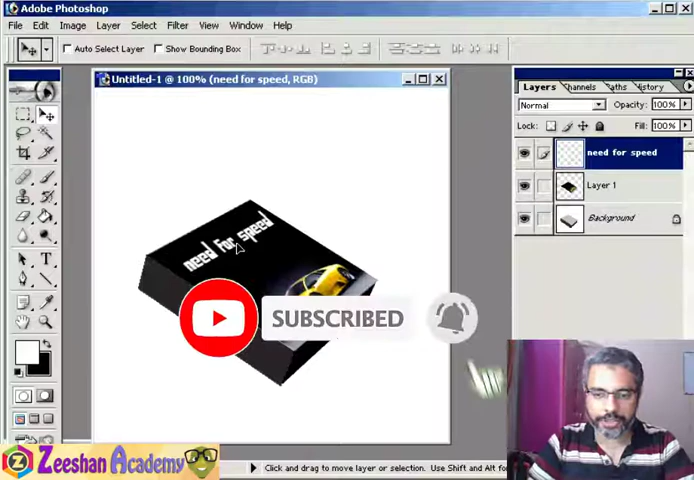 Adobe Photoshop
File Edit Image Layer Select Filter View Window Help
Auto Select Layer Show Bounding Box
Untitled-1 @ 100% (need for speed, RGB)
Layers Channels Paths History
Normal Opacity: 100%
Lock: Fill: 100%
need for speed
Layer 1
Background
need for speed
SUBSCRIBED
Zeeshan Academy
Click and drag to move layer or selection. Use Shift and Alt for